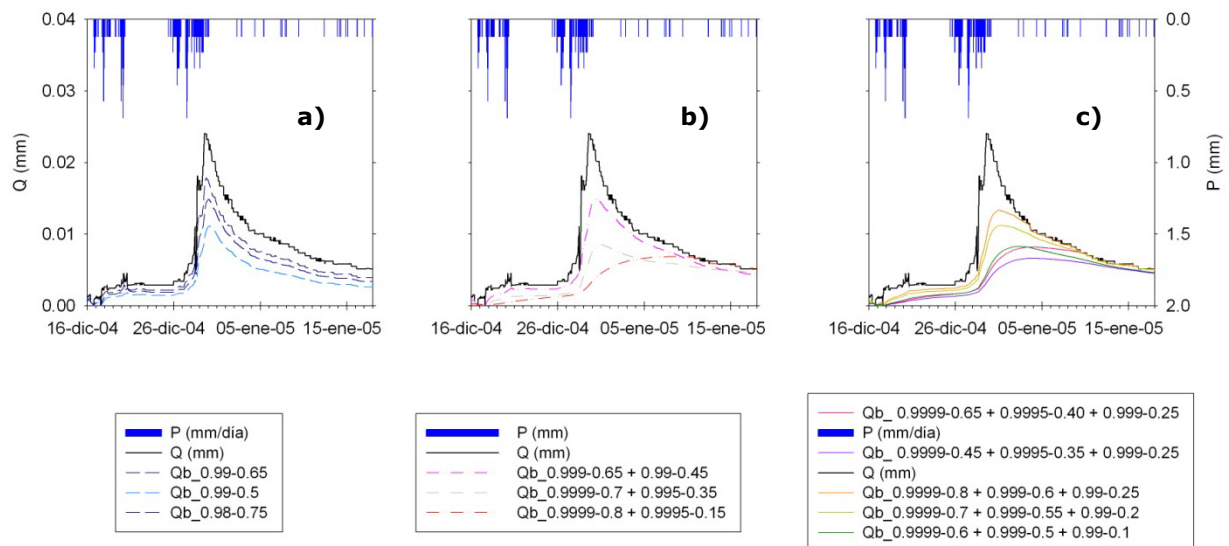 0.04
0.03
0.02
0.01
0.00
Q (mm)
a)
16-dic-04 26-dic-04 05-ene-05 15-ene-05
b)
16-dic-04 26-dic-04 05-ene-05 15-ene-05
c)
16-dic-04 26-dic-04 05-ene-05 15-ene-05
0.0
0.5
1.0
1.5
2.0
P (mm)
P (mm/día)
Q (mm)
Qb_0.99-0.65
Qb_0.99-0.5
Qb_0.98-0.75
P (mm)
Q (mm)
Qb_0.999-0.65 + 0.99-0.45
Qb_0.9999-0.7 + 0.995-0.35
Qb_0.9999-0.8 + 0.9995-0.15
Qb_ 0.9999-0.65 + 0.9995-0.40 + 0.999-0.25
P (mm/dia)
Qb_ 0.9999-0.45 + 0.9995-0.35 + 0.999-0.25
Q (mm)
Qb_0.9999-0.8 + 0.999-0.6 + 0.99-0.25
Qb_0.9999-0.7 + 0.999-0.55 + 0.99-0.2
Qb_0.9999-0.6 + 0.999-0.5 + 0.99-0.1